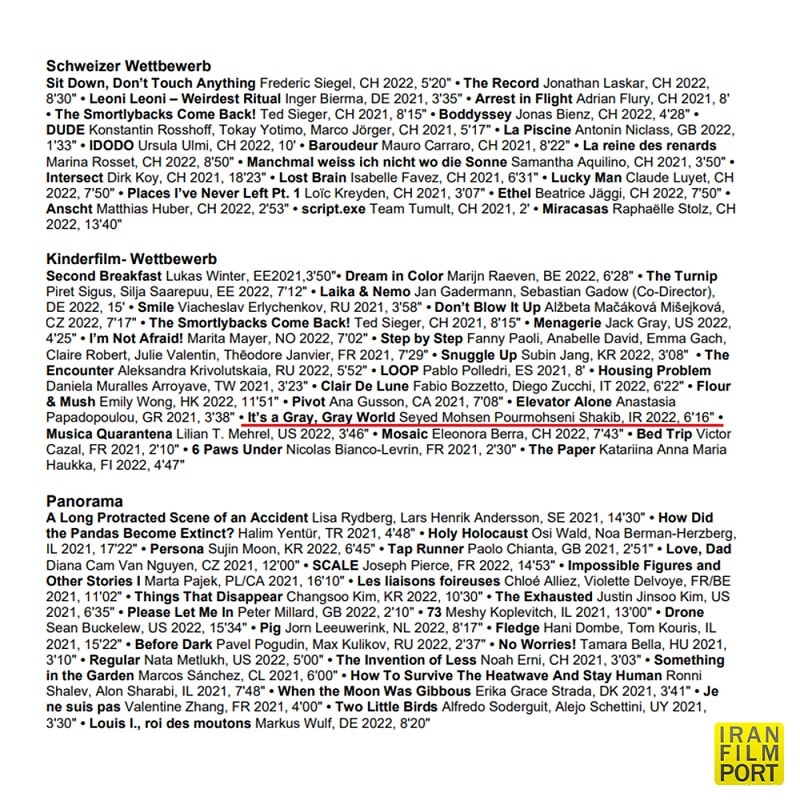 Schweizer Wettbewerb
Sit Down, Don't Touch Anything Frederic Siegel, CH 2022, 5'20" • The Record Jonathan Laskar, CH 2022,
8'30" • Leoni Leoni – Weirdest Ritual Inger Bierma, DE 2021, 3'35" • Arrest in Flight Adrian Flury, CH 2021, 8'
• The Smortlybacks Come Back! Ted Sieger, CH 2021, 8'15" • Boddyssey Jonas Bienz, CH 2022, 4'28" •
DUDE Konstantin Rosshoff, Tokay Yotimo, Marco Jörger, CH 2021, 5'17" • La Piscine Antonin Niclass, GB 2022,
1'33" • IDODO Ursula Ulmi, CH 2022, 10' • Baroudeur Mauro Carraro, CH 2021, 8'22" • La reine des renards
Marina Rosset, CH 2022, 8'50" • Manchmal weiss ich nicht wo die Sonne Samantha Aquilino, CH 2021, 3'50" •
Intersect Dirk Koy, CH 2021, 18'23" • Lost Brain Isabelle Favez, CH 2021, 6'31" • Lucky Man Claude Luyet, CH
2022, 7'50" • Places I've Never Left Pt. 1 Loïc Kreyden, CH 2021, 3'07" • Ethel Beatrice Jäggi, CH 2022, 7'50" •
Anscht Matthias Huber, CH 2022, 2'53" • script.exe Team Tumult, CH 2021, 2' • Miracasas Raphaëlle Stolz, CH
2022, 13'40"
Kinderfilm- Wettbewerb
Second Breakfast Lukas Winter, EE2021,3'50"• Dream in Color Marijn Raeven, BE 2022, 6'28" • The Turnip
Piret Sigus, Silja Saarepuu, EE 2022, 7'12" • Laika & Nemo Jan Gadermann, Sebastian Gadow (Co-Director),
DE 2022, 15' • Smile Viacheslav Erlychenkov, RU 2021, 3'58" • Don't Blow It Up Alžbeta Mačáková Mišejková,
CZ 2022, 7'17" • The Smortlybacks Come Back! Ted Sieger, CH 2021, 8'15" • Menagerie Jack Gray, US 2022,
4'25" • I'm Not Afraid! Marita Mayer, NO 2022, 7'02" • Step by Step Fanny Paoli, Anabelle David, Emma Gach,
Claire Robert, Julie Valentin, Thēodore Janvier, FR 2021, 7'29" • Snuggle Up Subin Jang, KR 2022, 3'08" • The
Encounter Aleksandra Krivolutskaia, RU 2022, 5'52" • LOOP Pablo Polledri, ES 2021, 8' • Housing Problem
Daniela Muralles Arroyave, TW 2021, 3'23" • Clair De Lune Fabio Bozzetto, Diego Zucchi, IT 2022, 6'22" • Flour
& Mush Emily Wong, HK 2022, 11'51" • Pivot Ana Gusson, CA 2021, 7'08" • Elevator Alone Anastasia
Papadopoulou, GR 2021, 3'38" • It's a Gray, Gray World Seyed Mohsen Pourmohseni Shakib, IR 2022, 6'16" •
Musica Quarantena Lilian T. Mehrel, US 2022, 3'46" • Mosaic Eleonora Berra, CH 2022, 7'43" • Bed Trip Victor
Cazal, FR 2021, 2'10" • 6 Paws Under Nicolas Bianco-Levrin, FR 2021, 2'30" • The Paper Katariina Anna Maria
Haukka, FI 2022, 4'47"
Panorama
A Long Protracted Scene of an Accident Lisa Rydberg, Lars Henrik Andersson, SE 2021, 14'30" • How Did
the Pandas Become Extinct? Halim Yentür, TR 2021, 4'48" • Holy Holocaust Osi Wald, Noa Berman-Herzberg,
IL 2021, 17'22" • Persona Sujin Moon, KR 2022, 6'45" • Tap Runner Paolo Chianta, GB 2021, 2'51" • Love, Dad
Diana Cam Van Nguyen, CZ 2021, 12'00" • SCALE Joseph Pierce, FR 2022, 14'53" • Impossible Figures and
Other Stories I Marta Pajek, PL/CA 2021, 16'10" • Les liaisons foireuses Chloé Alliez, Violette Delvoye, FR/BE
2021, 11'02" • Things That Disappear Changsoo Kim, KR 2022, 10'30" • The Exhausted Justin Jinsoo Kim, US
2021, 6'35" • Please Let Me In Peter Millard, GB 2022, 2'10" • 73 Meshy Koplevitch, IL 2021, 13'00" • Drone
Sean Buckelew, US 2022, 15'34" • Pig Jorn Leeuwerink, NL 2022, 8'17" • Fledge Hani Dombe, Tom Kouris, IL
2021, 15'22" • Before Dark Pavel Pogudin, Max Kulikov, RU 2022, 2'37" • No Worries! Tamara Bella, HU 2021,
3'10" • Regular Nata Metlukh, US 2022, 5'00" • The Invention of Less Noah Erni, CH 2021, 3'03" • Something
in the Garden Marcos Sánchez, CL 2021, 6'00" • How To Survive The Heatwave And Stay Human Ronni
Shalev, Alon Sharabi, IL 2021, 7'48" • When the Moon Was Gibbous Erika Grace Strada, DK 2021, 3'41" • Je
ne suis pas Valentine Zhang, FR 2021, 4'00" • Two Little Birds Alfredo Soderguit, Alejo Schettini, UY 2021,
3'30" • Louis I., roi des moutons Markus Wulf, DE 2022, 8'20"
IRAN
FILM
PORT